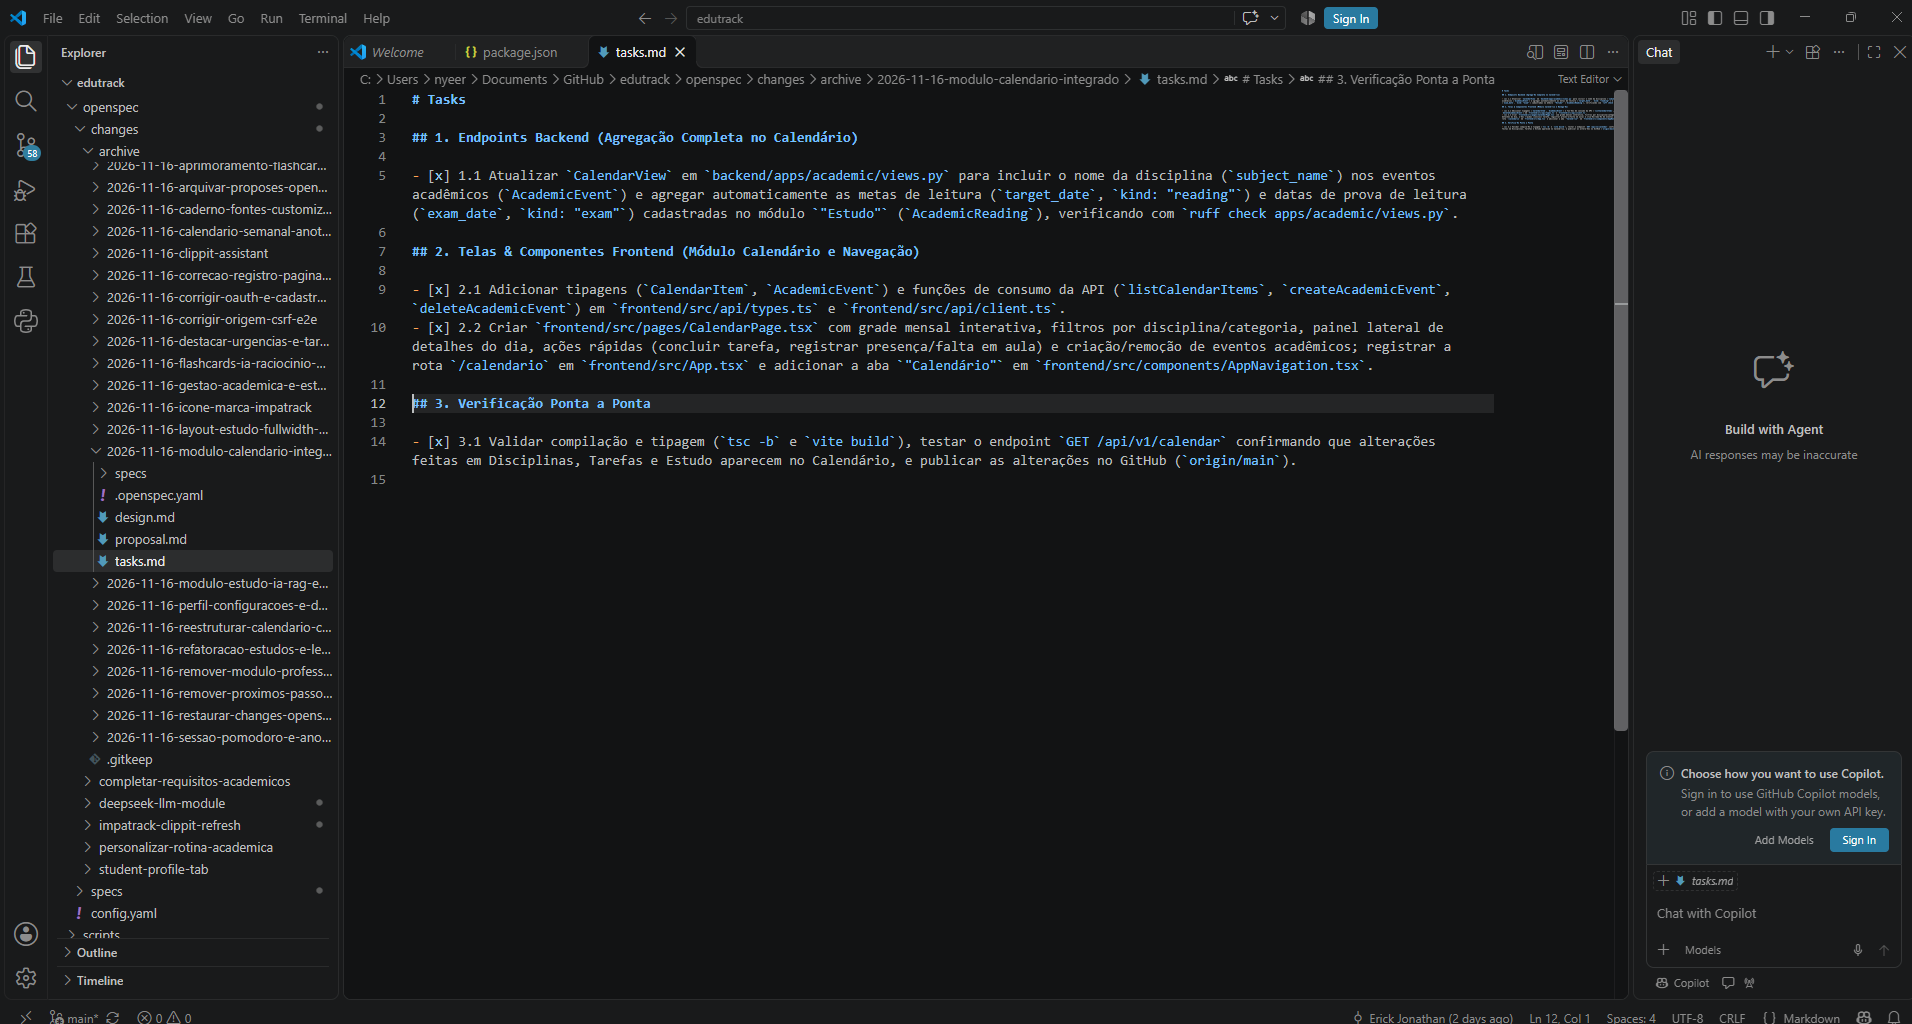 File Edit Selection View Go Run Terminal Help
edutrack
Sign In
Explorer
edutrack
openspec
changes
archive
2026-11-16-aprimoramento-flashcar...
2026-11-16-arquivar-proposes-open...
2026-11-16-caderno-fontes-customiz...
2026-11-16-calendario-semanal-anot...
2026-11-16-clippit-assistant
2026-11-16-correcao-registro-pagina...
2026-11-16-corrigir-oauth-e-cadastr...
2026-11-16-corrigir-origem-csrf-e2e
2026-11-16-destacar-urgencias-e-tar...
2026-11-16-flashcards-ia-raciocinio-...
2026-11-16-gestao-academica-e-est...
2026-11-16-icone-marca-impatrack
2026-11-16-layout-estudo-fullwidth-...
2026-11-16-modulo-calendario-integ...
specs
! .openspec.yaml
design.md
proposal.md
tasks.md
2026-11-16-modulo-estudo-ia-rag-e...
2026-11-16-perfil-configuracoes-e-d...
2026-11-16-reestruturar-calendario-c...
2026-11-16-refatoracao-estudos-e-le...
2026-11-16-remover-modulo-profess...
2026-11-16-remover-proximos-passo...
2026-11-16-restaurar-changes-opens...
2026-11-16-sessao-pomodoro-e-ano...
.gitkeep
completar-requisitos-academicos
deepseek-llm-module
impatrack-clippit-refresh
personalizar-rotina-academica
student-profile-tab
specs
! config.yaml
scripts
Outline
Timeline
58
Welcome
{} package.json
tasks.md
C: > Users > nyeer > Documents > GitHub > edutrack > openspec > changes > archive > 2026-11-16-modulo-calendario-integrado > tasks.md > abc # Tasks > abc ## 3. Verificação Ponta a Ponta
Text Editor
1 # Tasks
2
3 ## 1. Endpoints Backend (Agregação Completa no Calendário)
4
5 - [x] 1.1 Atualizar `CalendarView` em `backend/apps/academic/views.py` para incluir o nome da disciplina (`subject_name`) nos eventos
acadêmicos (`AcademicEvent`) e agregar automaticamente as metas de leitura (`target_date`, `kind: "reading"`) e datas de prova de leitura
(`exam_date`, `kind: "exam"`) cadastradas no módulo `"Estudo"` (`AcademicReading`), verificando com `ruff check apps/academic/views.py`.
6
7 ## 2. Telas & Componentes Frontend (Módulo Calendário e Navegação)
8
9 - [x] 2.1 Adicionar tipagens (`CalendarItem`, `AcademicEvent`) e funções de consumo da API (`listCalendarItems`, `createAcademicEvent`,
`deleteAcademicEvent`) em `frontend/src/api/types.ts` e `frontend/src/api/client.ts`.
10 - [x] 2.2 Criar `frontend/src/pages/CalendarPage.tsx` com grade mensal interativa, filtros por disciplina/categoria, painel lateral de
detalhes do dia, ações rápidas (concluir tarefa, registrar presença/falta em aula) e criação/remoção de eventos acadêmicos; registrar a
rota `/calendario` em `frontend/src/App.tsx` e adicionar a aba `"Calendário"` em `frontend/src/components/AppNavigation.tsx`.
11
12 ## 3. Verificação Ponta a Ponta
13
14 - [x] 3.1 Validar compilação e tipagem (`tsc -b` e `vite build`), testar o endpoint `GET /api/v1/calendar` confirmando que alterações
feitas em Disciplinas, Tarefas e Estudo aparecem no Calendário, e publicar as alterações no GitHub (`origin/main`).
15
Chat
Build with Agent
AI responses may be inaccurate
Choose how you want to use Copilot.
Sign in to use GitHub Copilot models,
or add a model with your own API key.
Add Models
Sign In
tasks.md
Chat with Copilot
Models
Copilot
main* 0 0
Erick Jonathan (2 days ago) Ln 12, Col 1 Spaces: 4 UTF-8 CRLF {} Markdown